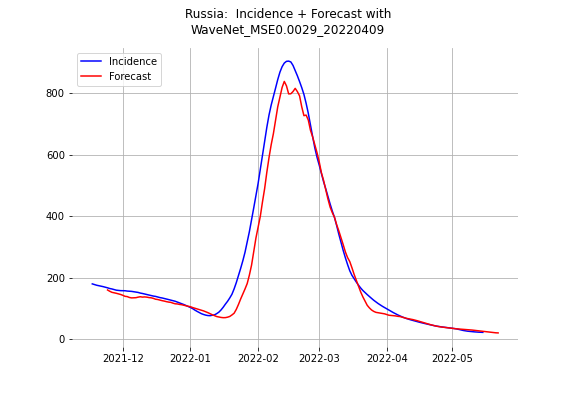 Russia:  Incidence + Forecast with
WaveNet_MSE0.0029_20220409
Incidence
Forecast
800
600
400
200
0
2021-12
2022-01
2022-02
2022-03
2022-04
2022-05